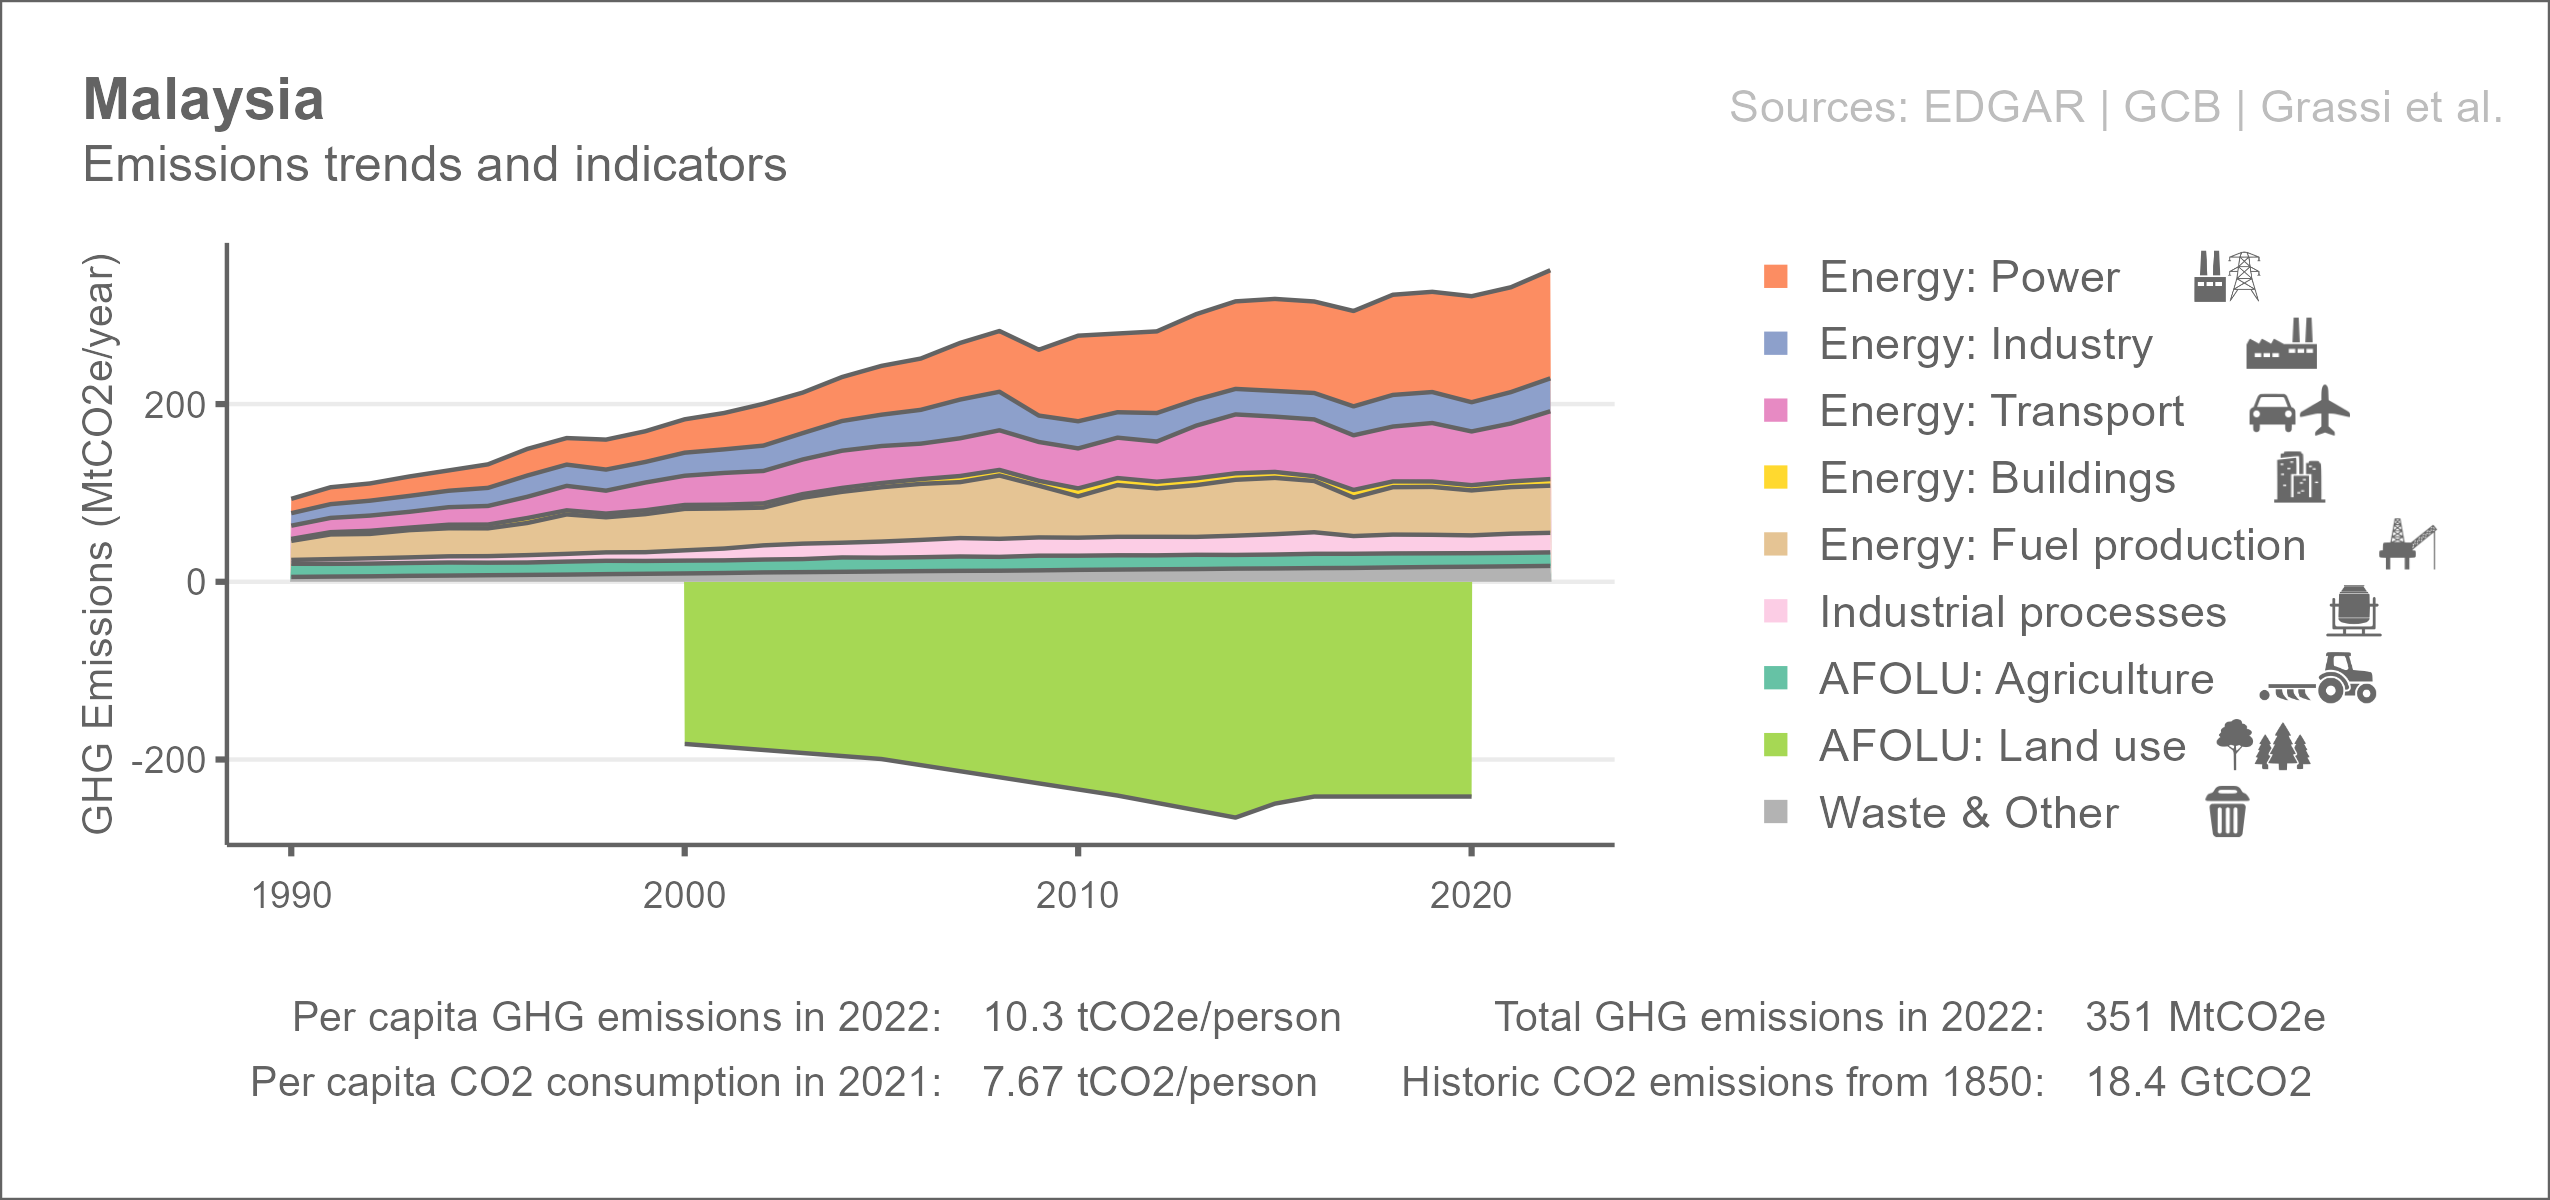 Malaysia
Sources: EDGAR | GCB | Grassi et al.
Emissions trends and indicators
GHG Emissions (MtCO2e/year)
200
0
-200
1990 2000 2010 2020
Energy: Power
Energy: Industry
Energy: Transport
Energy: Buildings
Energy: Fuel production
Industrial processes
AFOLU: Agriculture
AFOLU: Land use
Waste & Other
Per capita GHG emissions in 2022: 10.3 tCO2e/person Total GHG emissions in 2022: 351 MtCO2e
Per capita CO2 consumption in 2021: 7.67 tCO2/person Historic CO2 emissions from 1850: 18.4 GtCO2